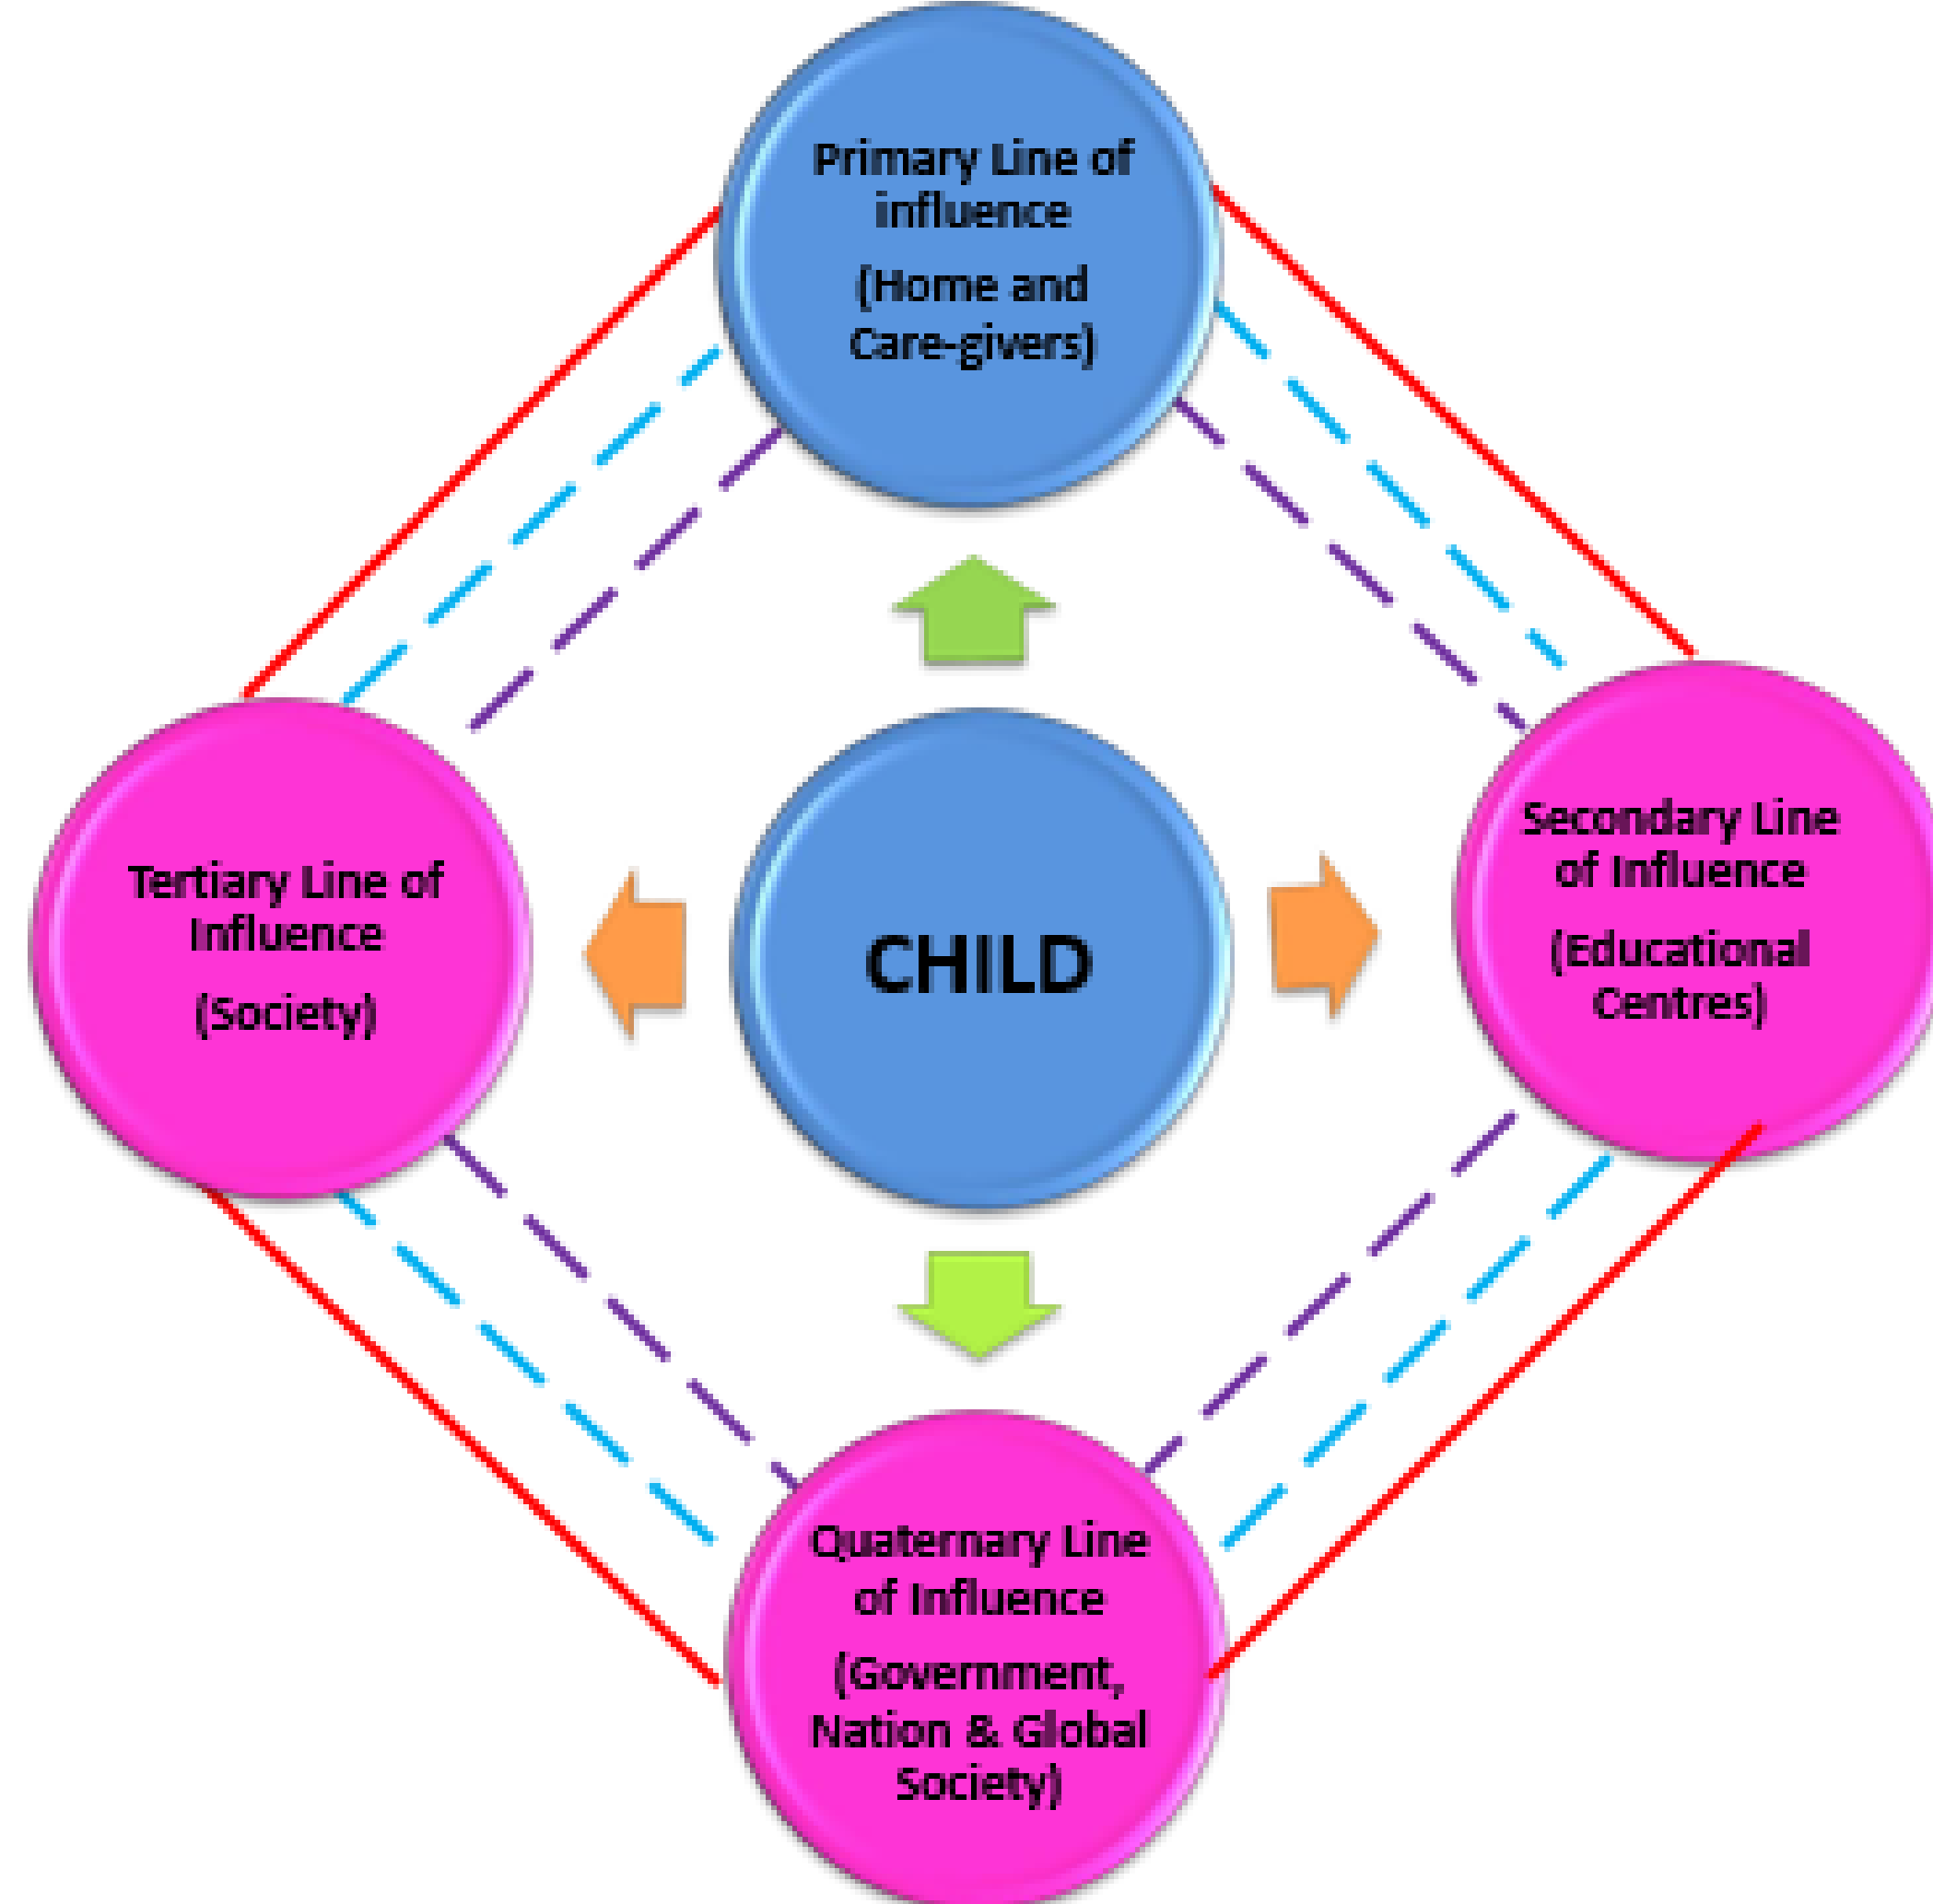 Primary Line of
influence
(Home and
Care-givers)
Tertiary Line of
Influence
(Society)
CHILD
Secondary Line
of Influence
(Educational
Centres)
Quaternary Line
of Influence
(Government,
Nation & Global
Society)